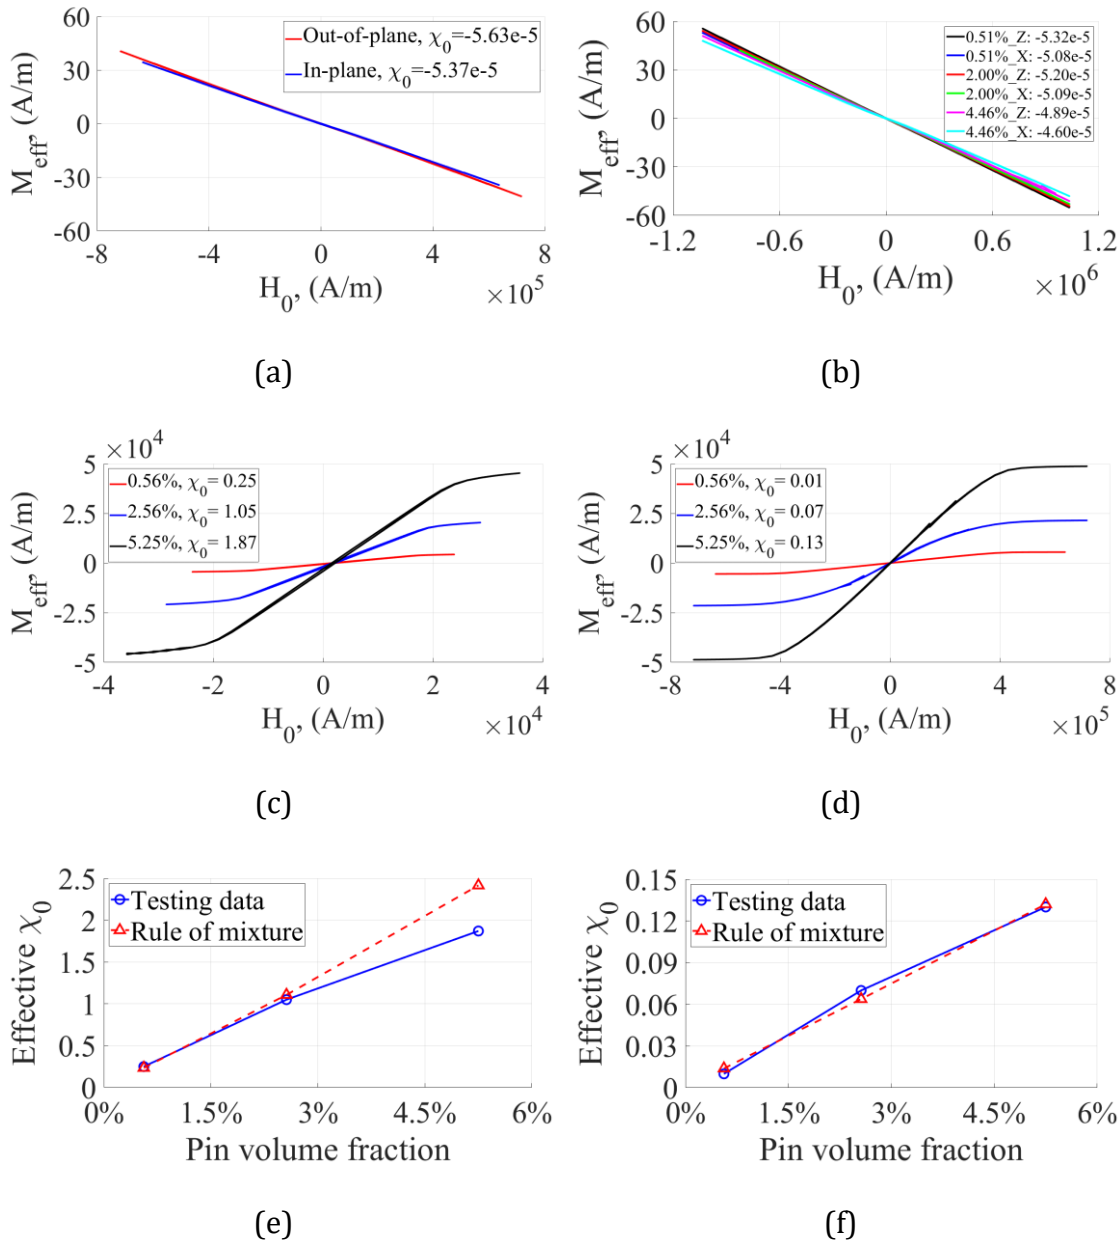 60
30
0
-30
-60
M_eff, (A/m)
Out-of-plane, χ_0=-5.63e-5
In-plane, χ_0=-5.37e-5
-8 -4 0 4 8
H_0, (A/m)
×10^5
(a)
60
30
0
-30
-60
M_eff, (A/m)
0.51%_Z: -5.32e-5
0.51%_X: -5.08e-5
2.00%_Z: -5.20e-5
2.00%_X: -5.09e-5
4.46%_Z: -4.89e-5
4.46%_X: -4.60e-5
-1.2 -0.6 0 0.6 1.2
H_0, (A/m)
×10^6
(b)
×10^4
5
2.5
0
-2.5
-5
M_eff, (A/m)
0.56%, χ_0= 0.25
2.56%, χ_0= 1.05
5.25%, χ_0= 1.87
-4 -2 0 2 4
H_0, (A/m)
×10^4
(c)
×10^4
5
2.5
0
-2.5
-5
M_eff, (A/m)
0.56%, χ_0= 0.01
2.56%, χ_0= 0.07
5.25%, χ_0= 0.13
-8 -4 0 4 8
H_0, (A/m)
×10^5
(d)
2.5
2
1.5
1
0.5
0
Effective χ_0
Testing data
Rule of mixture
0% 1.5% 3% 4.5% 6%
Pin volume fraction
(e)
0.15
0.12
0.09
0.06
0.03
0
Effective χ_0
Testing data
Rule of mixture
0% 1.5% 3% 4.5% 6%
Pin volume fraction
(f)